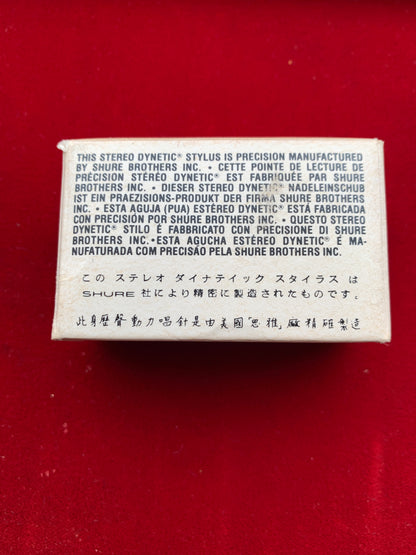 THIS STEREO DYNETIC® STYLUS IS PRECISION MANUFACTURED
BY SHURE BROTHERS INC. • CETTE POINTE DE LECTURE DE
PRÉCISION STÉRÉO DYNETIC® EST FABRIQUÉE PAR SHURE
BROTHERS INC. • DIESER STEREO DYNETIC® NADELEINSCHUB
IST EIN PRAEZISIONS-PRODUKT DER FIRMA SHURE BROTHERS
INC. • ESTA AGUJA (PUA) ESTÉREO DYNETIC® ESTÁ FABRICADA
CON PRECISIÓN POR SHURE BROTHERS INC. • QUESTO STEREO
DYNETIC® STILO É FABBRICATO CON PRECISIONE DI SHURE
BROTHERS INC. • ESTA AGUCHA ESTÉREO DYNETIC® É MA-
NUFATURADA COM PRECISÃO PELA SHURE BROTHERS INC.
この ステレオ ダイナテイック スタイラス は
SHURE 社により精密に製造されたものです。
此身歷聲動力唱針是由美國「思雅」廠精確製造